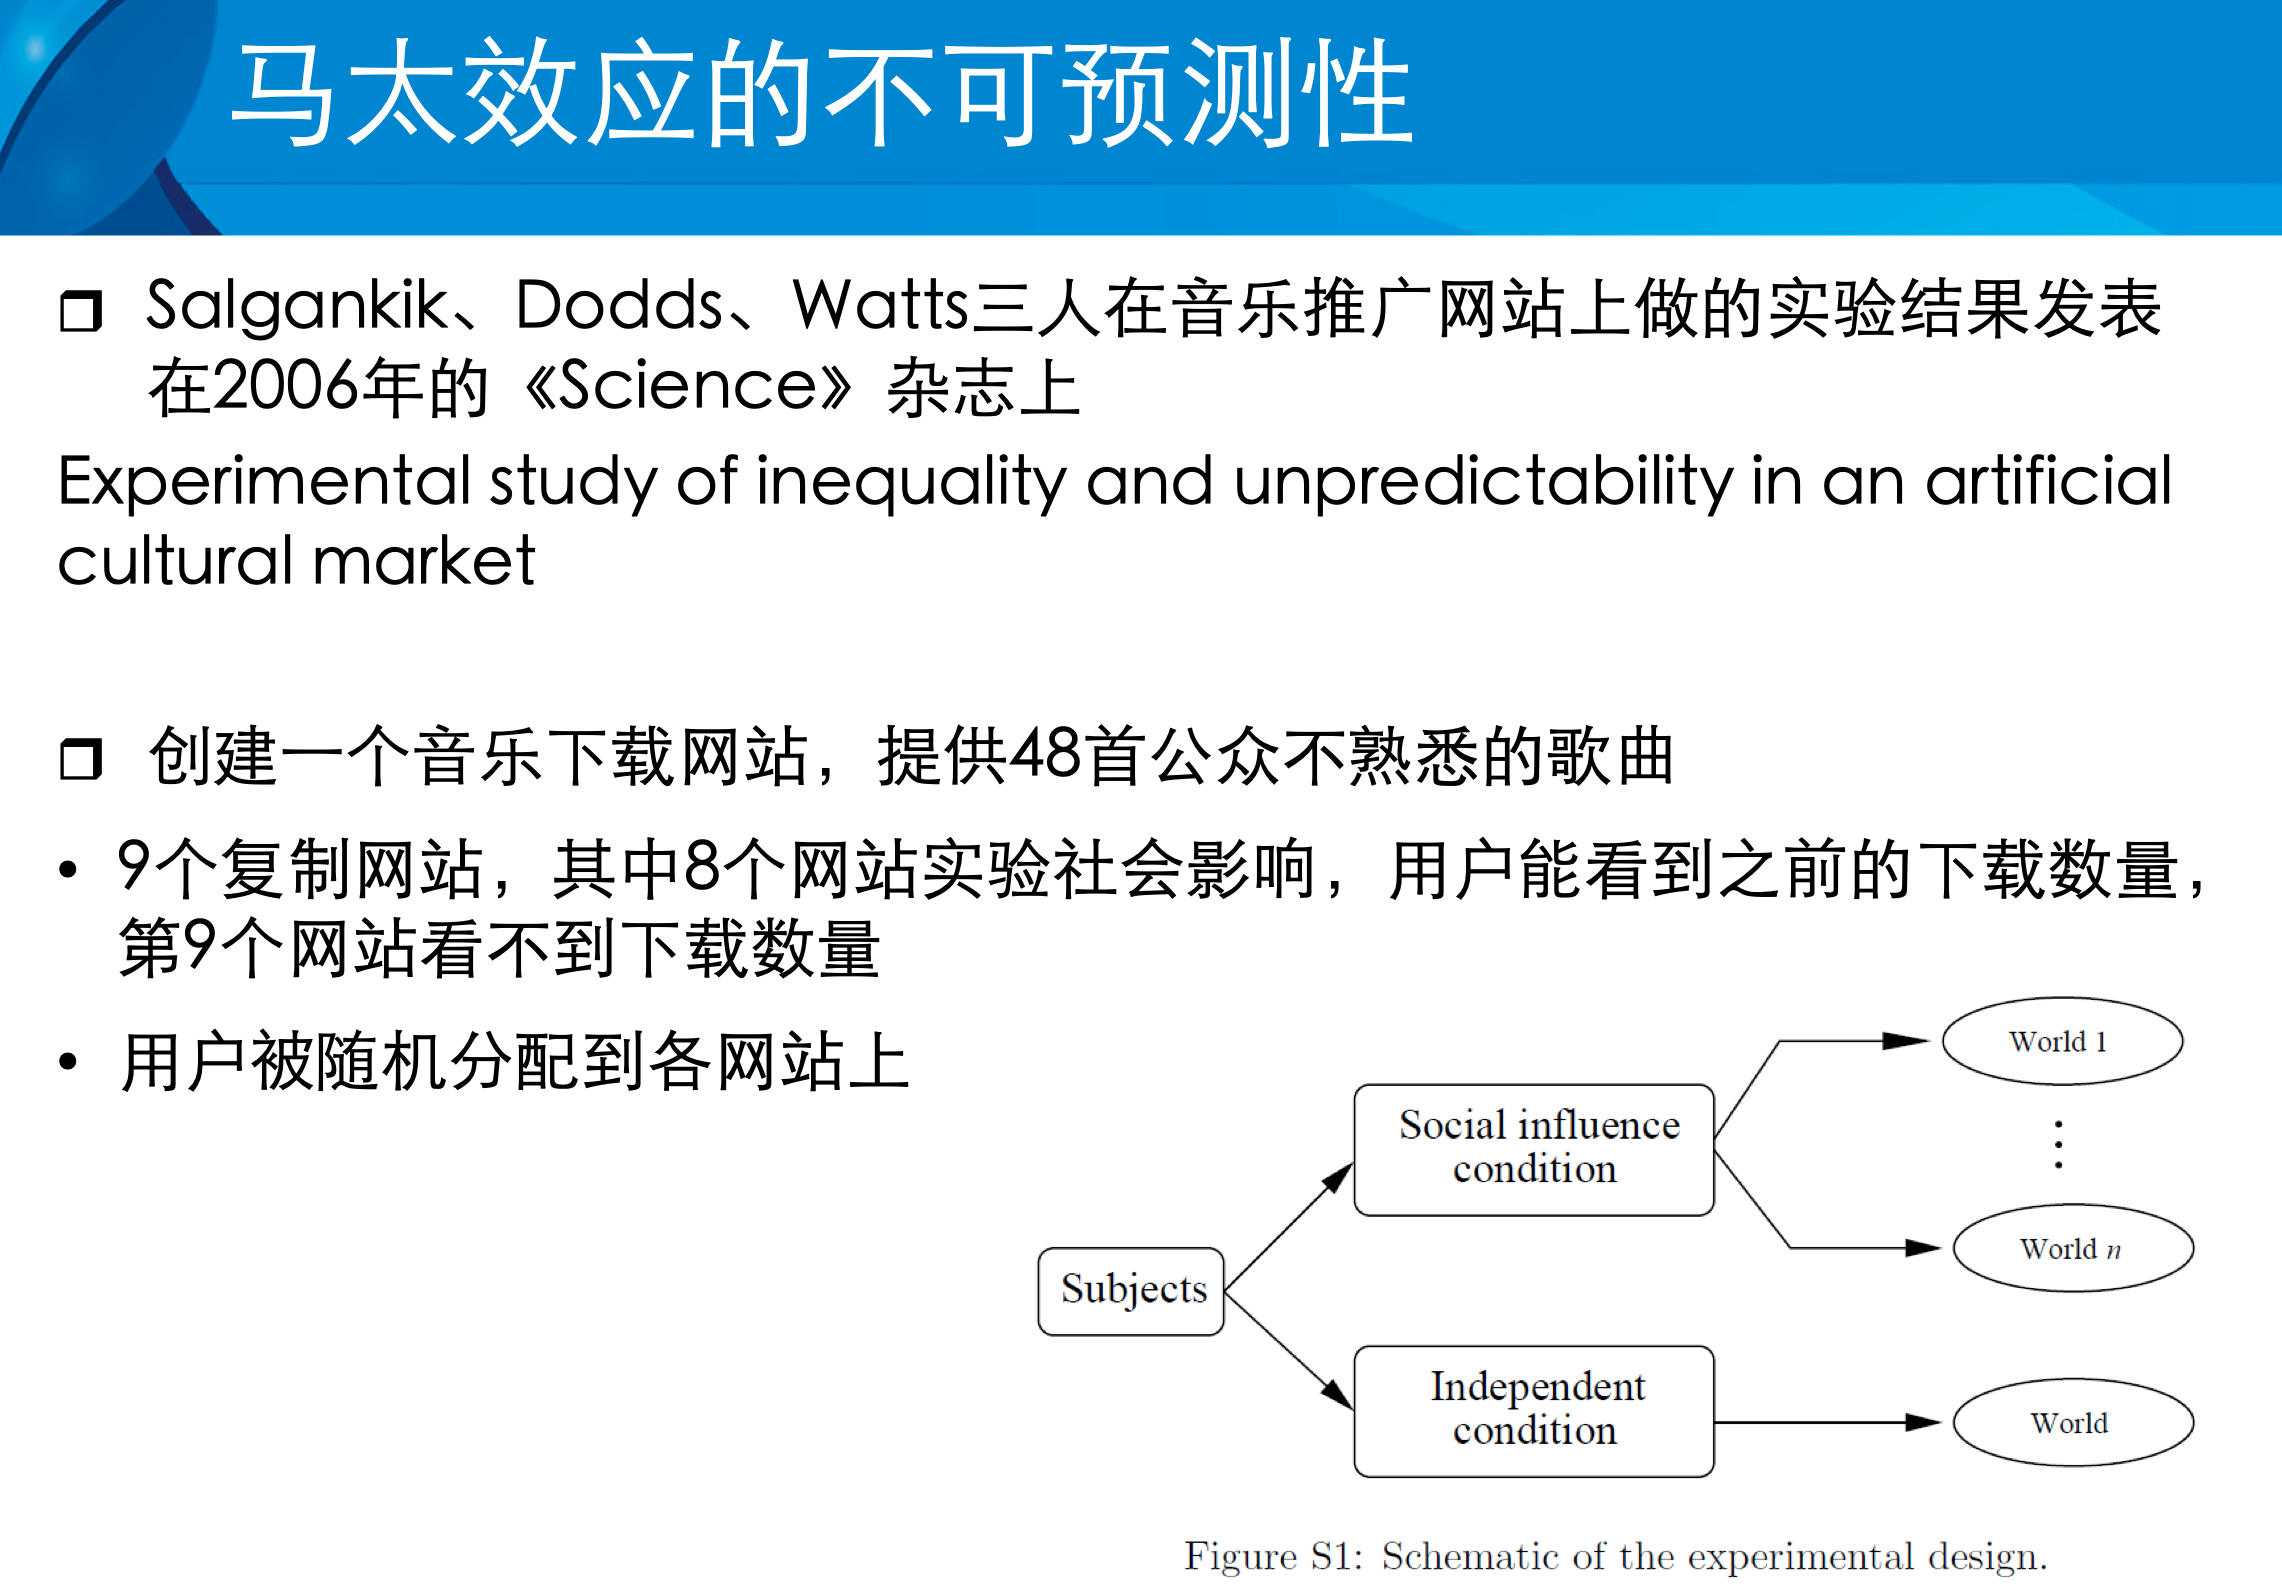 马太效应的不可预测性
Salgankik、Dodds、Watts三人在音乐推广网站上做的实验结果发表
在2006年的《Science》杂志上
Experimental study of inequality and unpredictability in an artificial
cultural market
创建一个音乐下载网站，提供48首公众不熟悉的歌曲
• 9个复制网站，其中8个网站实验社会影响，用户能看到之前的下载数量，
第9个网站看不到下载数量
• 用户被随机分配到各网站上
Subjects
Social influence
condition
World 1
World n
Independent
condition
World
Figure S1: Schematic of the experimental design.